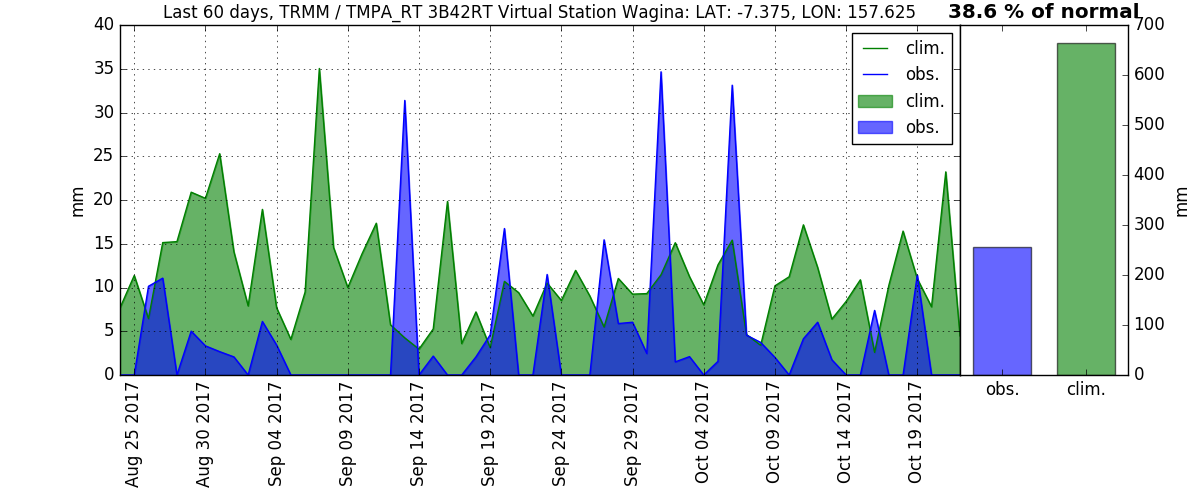 Last 60 days, TRMM / TMPA_RT 3B42RT Virtual Station Wagina: LAT: -7.375, LON: 157.625
38.6 % of normal
40
35
30
25
20
15
10
5
0
mm
clim.
obs.
clim.
obs.
700
600
500
400
300
200
100
0
mm
obs.
clim.
Aug 25 2017
Aug 30 2017
Sep 04 2017
Sep 09 2017
Sep 14 2017
Sep 19 2017
Sep 24 2017
Sep 29 2017
Oct 04 2017
Oct 09 2017
Oct 14 2017
Oct 19 2017